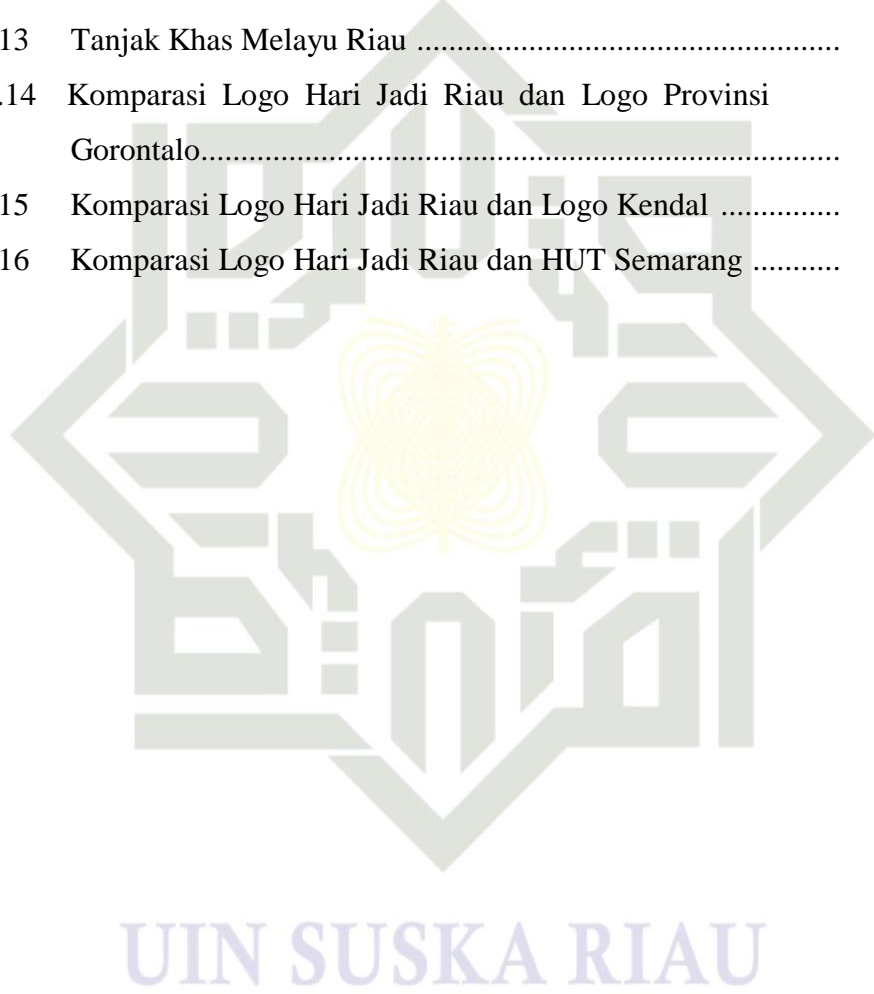 13 Tanjak Khas Melayu Riau .....................................................
.14 Komparasi Logo Hari Jadi Riau dan Logo Provinsi
Gorontalo................................................................................
15 Komparasi Logo Hari Jadi Riau dan Logo Kendal ...............
16 Komparasi Logo Hari Jadi Riau dan HUT Semarang ...........
UIN SUSKA RIAU